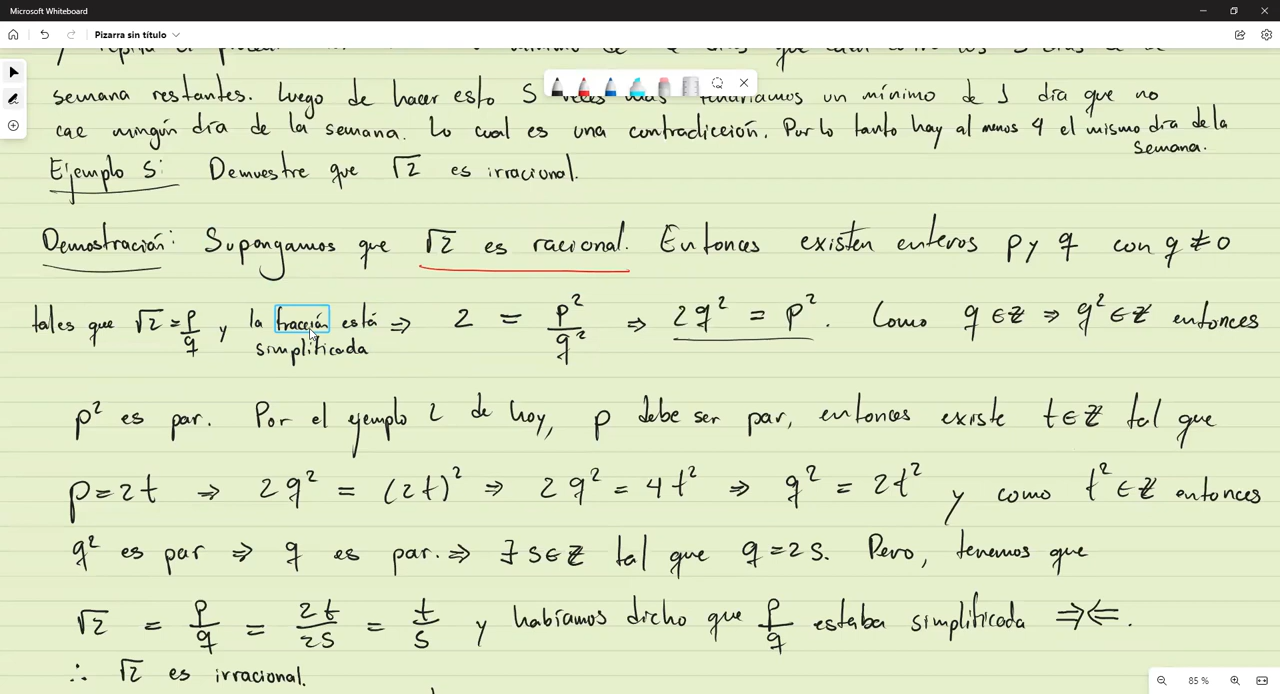 Microsoft Whiteboard
Pizarra sin título
semana restantes. Luego de hacer esto 5 veces más tendríamos un mínimo de 1 día que no
cae ningún día de la semana. Lo cual es una contradicción. Por lo tanto hay al menos 4 el mismo día de la
semana.
Ejemplo 5: Demuestre que √2 es irracional.
Demostración: Supongamos que √2 es racional. Entonces existen enteros p y q con q ≠ 0
tales que √2 = p/q y la fracción está ⇒ 2 = p²/q² ⇒ 2q² = p². Como q ∈ ℤ ⇒ q² ∈ ℤ entonces
simplificada
p² es par. Por el ejemplo 2 de hoy, p debe ser par, entonces existe t ∈ ℤ tal que
p = 2t ⇒ 2q² = (2t)² ⇒ 2q² = 4t² ⇒ q² = 2t² y como t² ∈ ℤ entonces
q² es par ⇒ q es par. ⇒ ∃ s ∈ ℤ tal que q = 2s. Pero, tenemos que
√2 = p/q = 2t/2s = t/s y habíamos dicho que p/q estaba simplificada ⇒⇐.
∴ √2 es irracional.
85 %